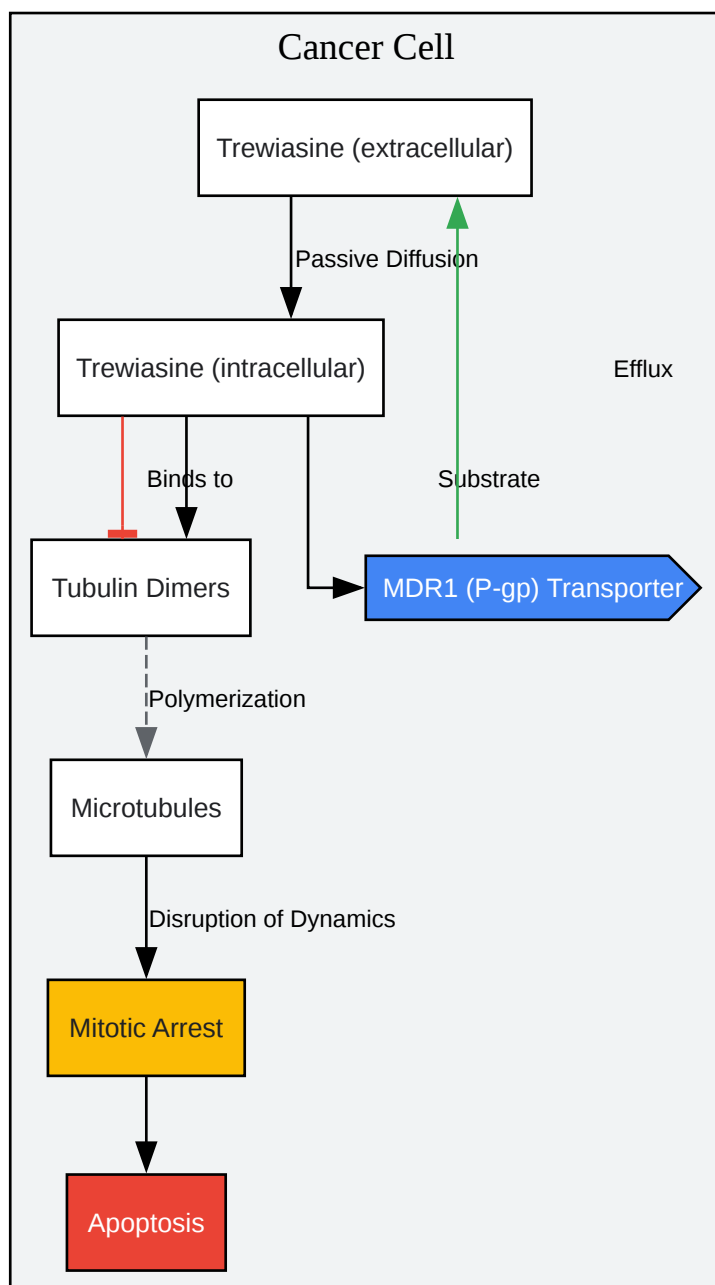 Cancer Cell
Trewiasine (extracellular)
Passive Diffusion
Trewiasine (intracellular)
Efflux
Binds to
Substrate
Tubulin Dimers
MDR1 (P-gp) Transporter
Polymerization
Microtubules
Disruption of Dynamics
Mitotic Arrest
Apoptosis